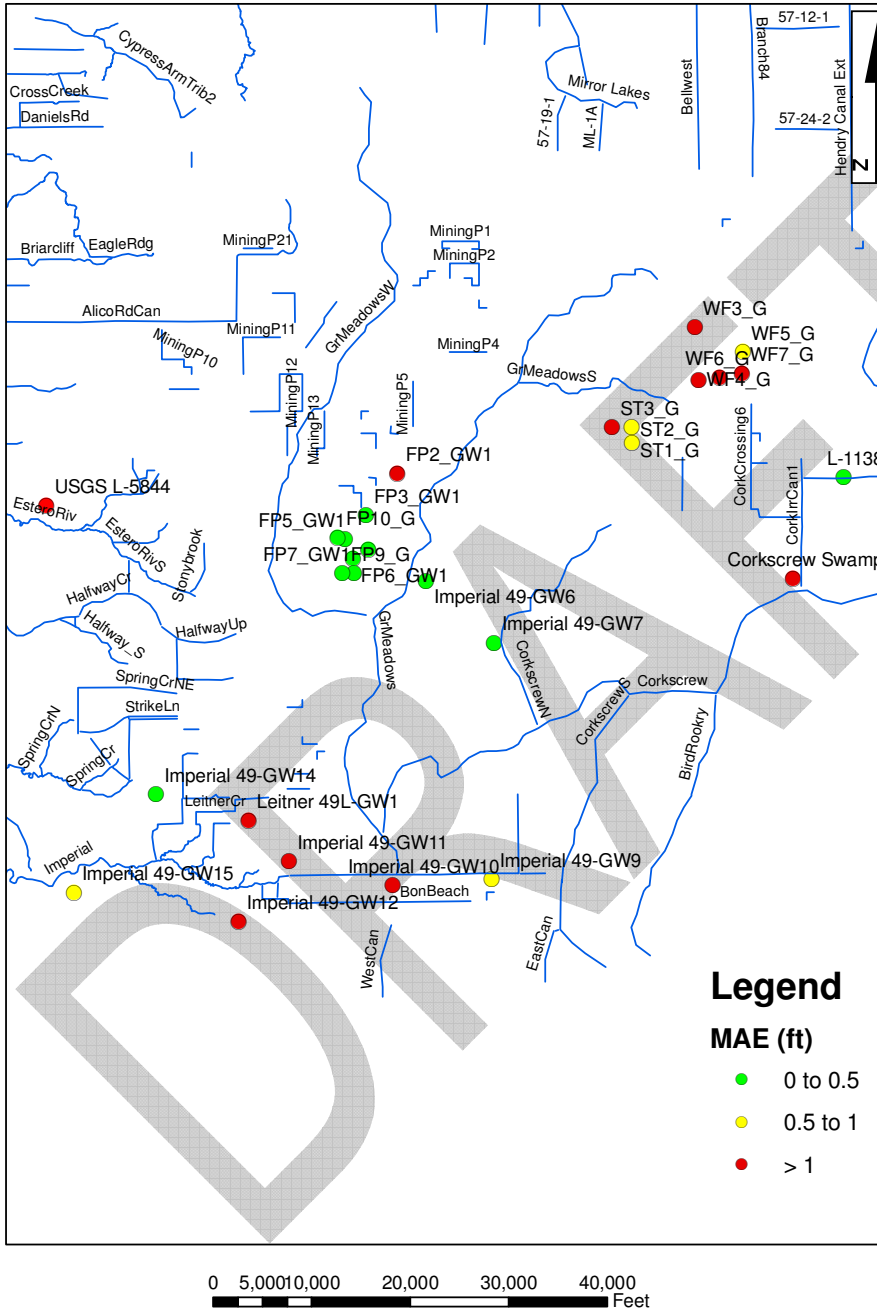 57-12-1
CypressArmTrib2
Branch84
Hendry Canal Ext
Bellwest
Mirror Lakes
CrossCreek
DanielsRd
57-19-1
ML-1A
57-24-2
Z
MiningP1
MiningP21
MiningP2
Briarcliff
EagleRdg
GrMeadowsW
AlicoRdCan
MiningP11
MiningP10
MiningP4
WF3_G
WF5_G
WF7_G
WF6_G
WF4_G
GrMeadowsS
MiningP12
MiningP13
MiningP5
ST3_G
ST2_G
ST1_G
CorkCrossing6
CorkIrrCan1
L-1138
FP2_GW1
USGS L-5844
FP3_GW1
EsteroRiv
FP5_GW1
FP10_G
EsteroRivS
Stonybrook
FP7_GW1
FP9_G
FP6_GW1
Corkscrew Swamp
Imperial 49-GW6
HalfwayCr
Halfway_S
HalfwayUp
Imperial 49-GW7
GrMeadows
CorkscrewN
SpringCrNE
Corkscrew
CorkscrewS
StrikeLn
SpringCrN
SpringCr
BirdRookry
Imperial 49-GW14
LeitnerCr
Leitner 49L-GW1
Imperial 49-GW11
Imperial
Imperial 49-GW10
Imperial 49-GW9
Imperial 49-GW15
BonBeach
Imperial 49-GW12
WestCan
EastCan
DRAFT
Legend
MAE (ft)
0 to 0.5
0.5 to 1
> 1
0 5,000 10,000 20,000 30,000 40,000
Feet